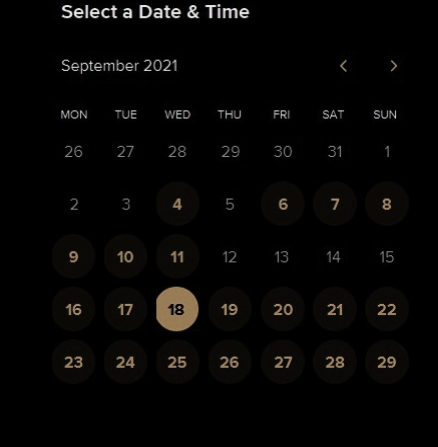 Select a Date & Time
September 2021
MON TUE WED THU FRI SAT SUN
26 27 28 29 30 31 1
2 3 4 5 6 7 8
9 10 11 12 13 14 15
16 17 18 19 20 21 22
23 24 25 26 27 28 29